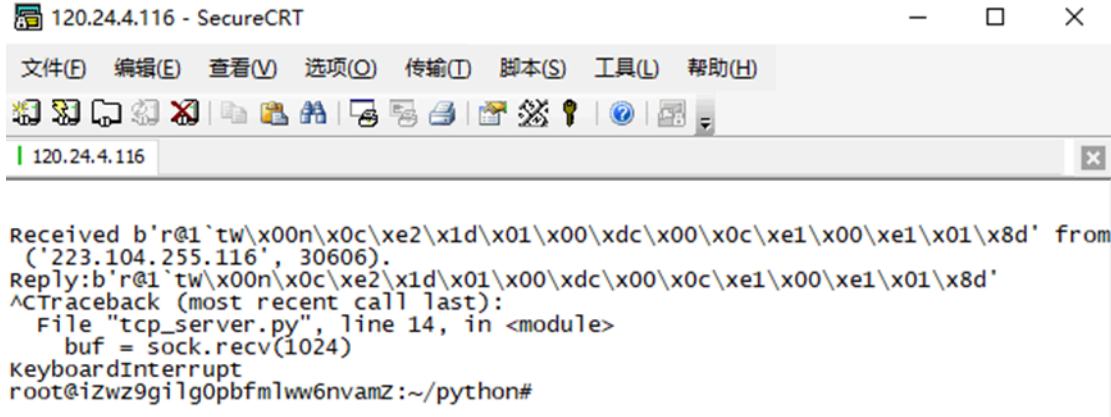 120.24.4.116 - SecureCRT
文件(F) 编辑(E) 查看(V) 选项(O) 传输(T) 脚本(S) 工具(L) 帮助(H)
120.24.4.116
Received b'r@1`tW\x00n\x0c\xe2\x1d\x01\x00\xdc\x00\x0c\xe1\x00\xe1\x01\x8d' from
('223.104.255.116', 30606).
Reply:b'r@1`tW\x00n\x0c\xe2\x1d\x01\x00\xdc\x00\x0c\xe1\x00\xe1\x01\x8d'
^CTraceback (most recent call last):
File "tcp_server.py", line 14, in <module>
buf = sock.recv(1024)
KeyboardInterrupt
root@iZwz9gilg0pbfmlww6nvamZ:~/python#